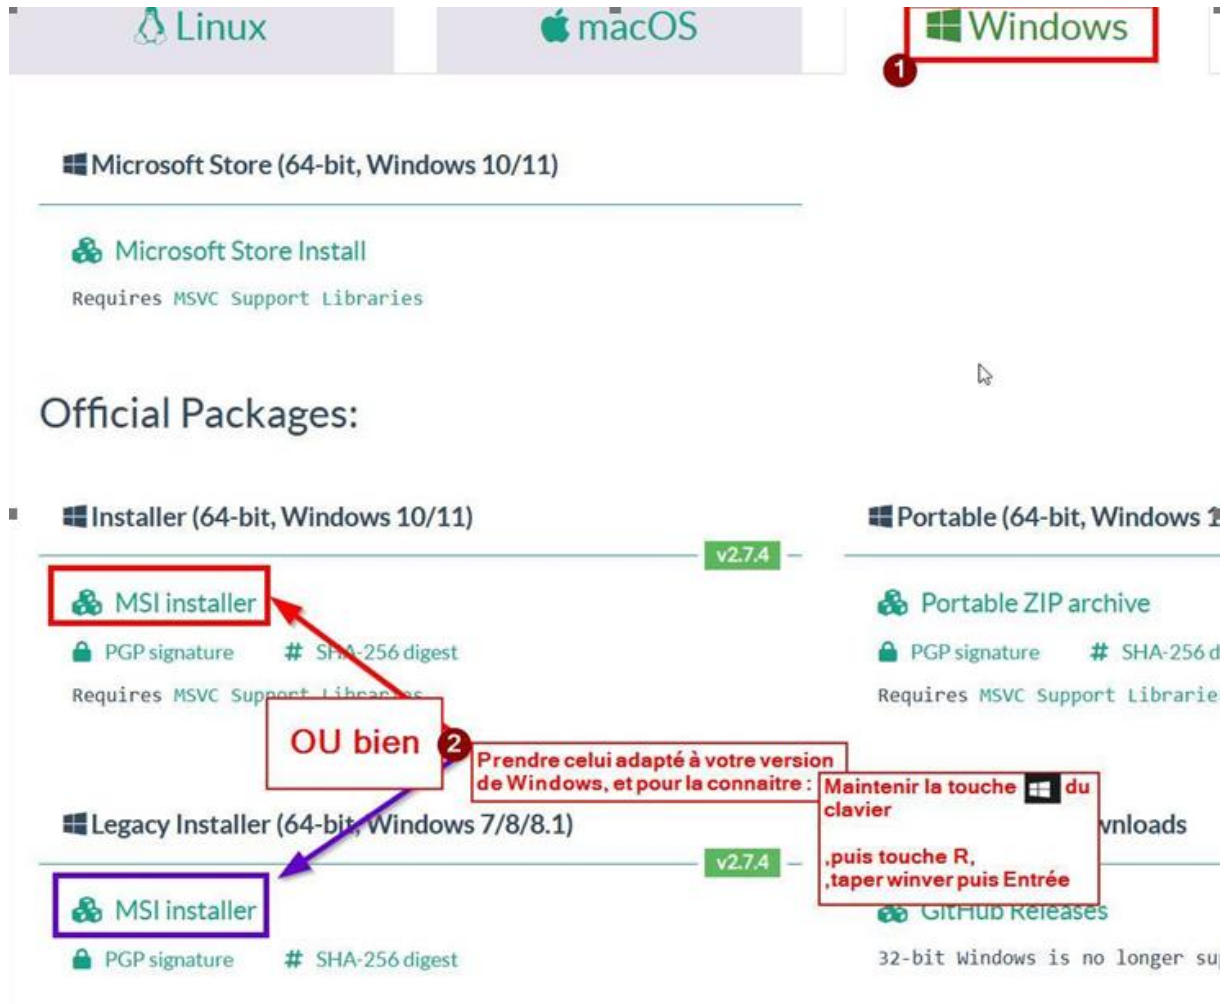 Linux
macOS
Windows
1
Microsoft Store (64-bit, Windows 10/11)
Microsoft Store Install
Requires MSVC Support Libraries
Official Packages:
Installer (64-bit, Windows 10/11)
v2.7.4
MSI installer
PGP signature # SHA-256 digest
Requires MSVC Support Libraries
Portable (64-bit, Windows
Portable ZIP archive
PGP signature # SHA-256 d
Requires MSVC Support Librarie
OU bien
2
Prendre celui adapté à votre version
de Windows, et pour la connaitre :
Maintenir la touche du
clavier
,puis touche R,
,taper winver puis Entrée
Legacy Installer (64-bit, Windows 7/8/8.1)
v2.7.4
MSI installer
PGP signature # SHA-256 digest
vnloads
GitHub Releases
32-bit Windows is no longer su